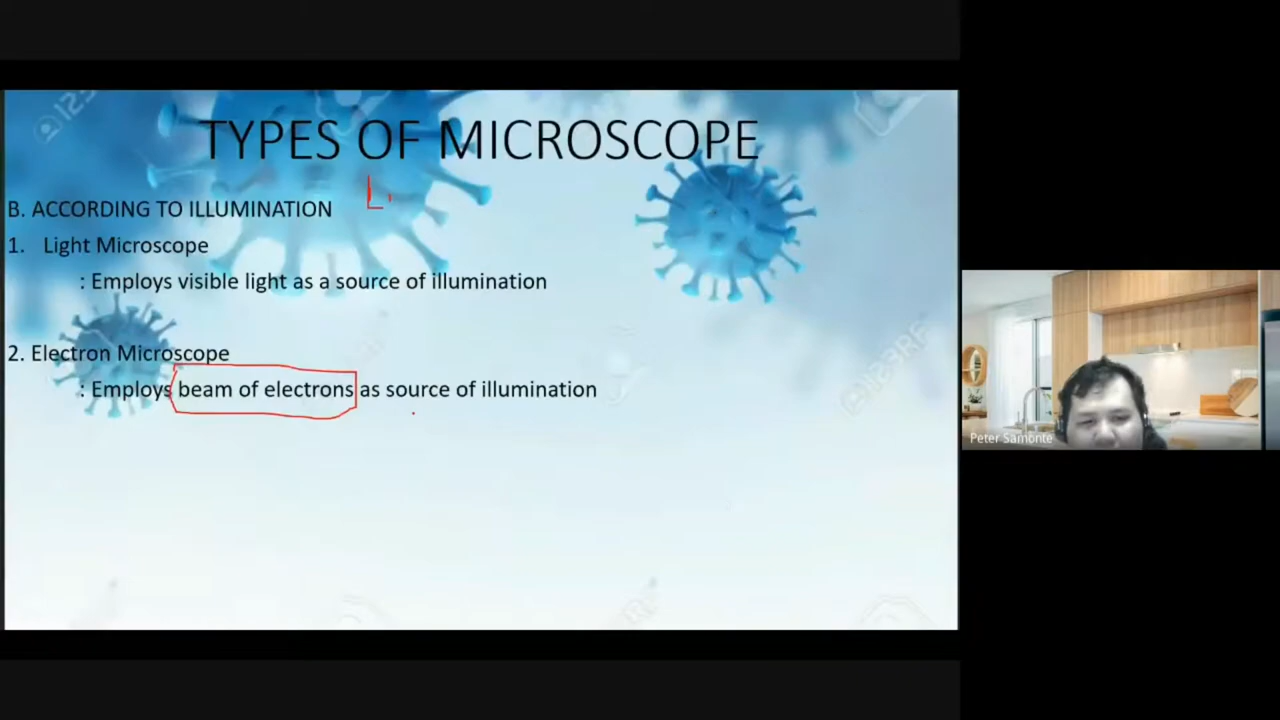 TYPES OF MICROSCOPE
B. ACCORDING TO ILLUMINATION
1. Light Microscope
: Employs visible light as a source of illumination
2. Electron Microscope
: Employs beam of electrons as source of illumination
Peter Samonte